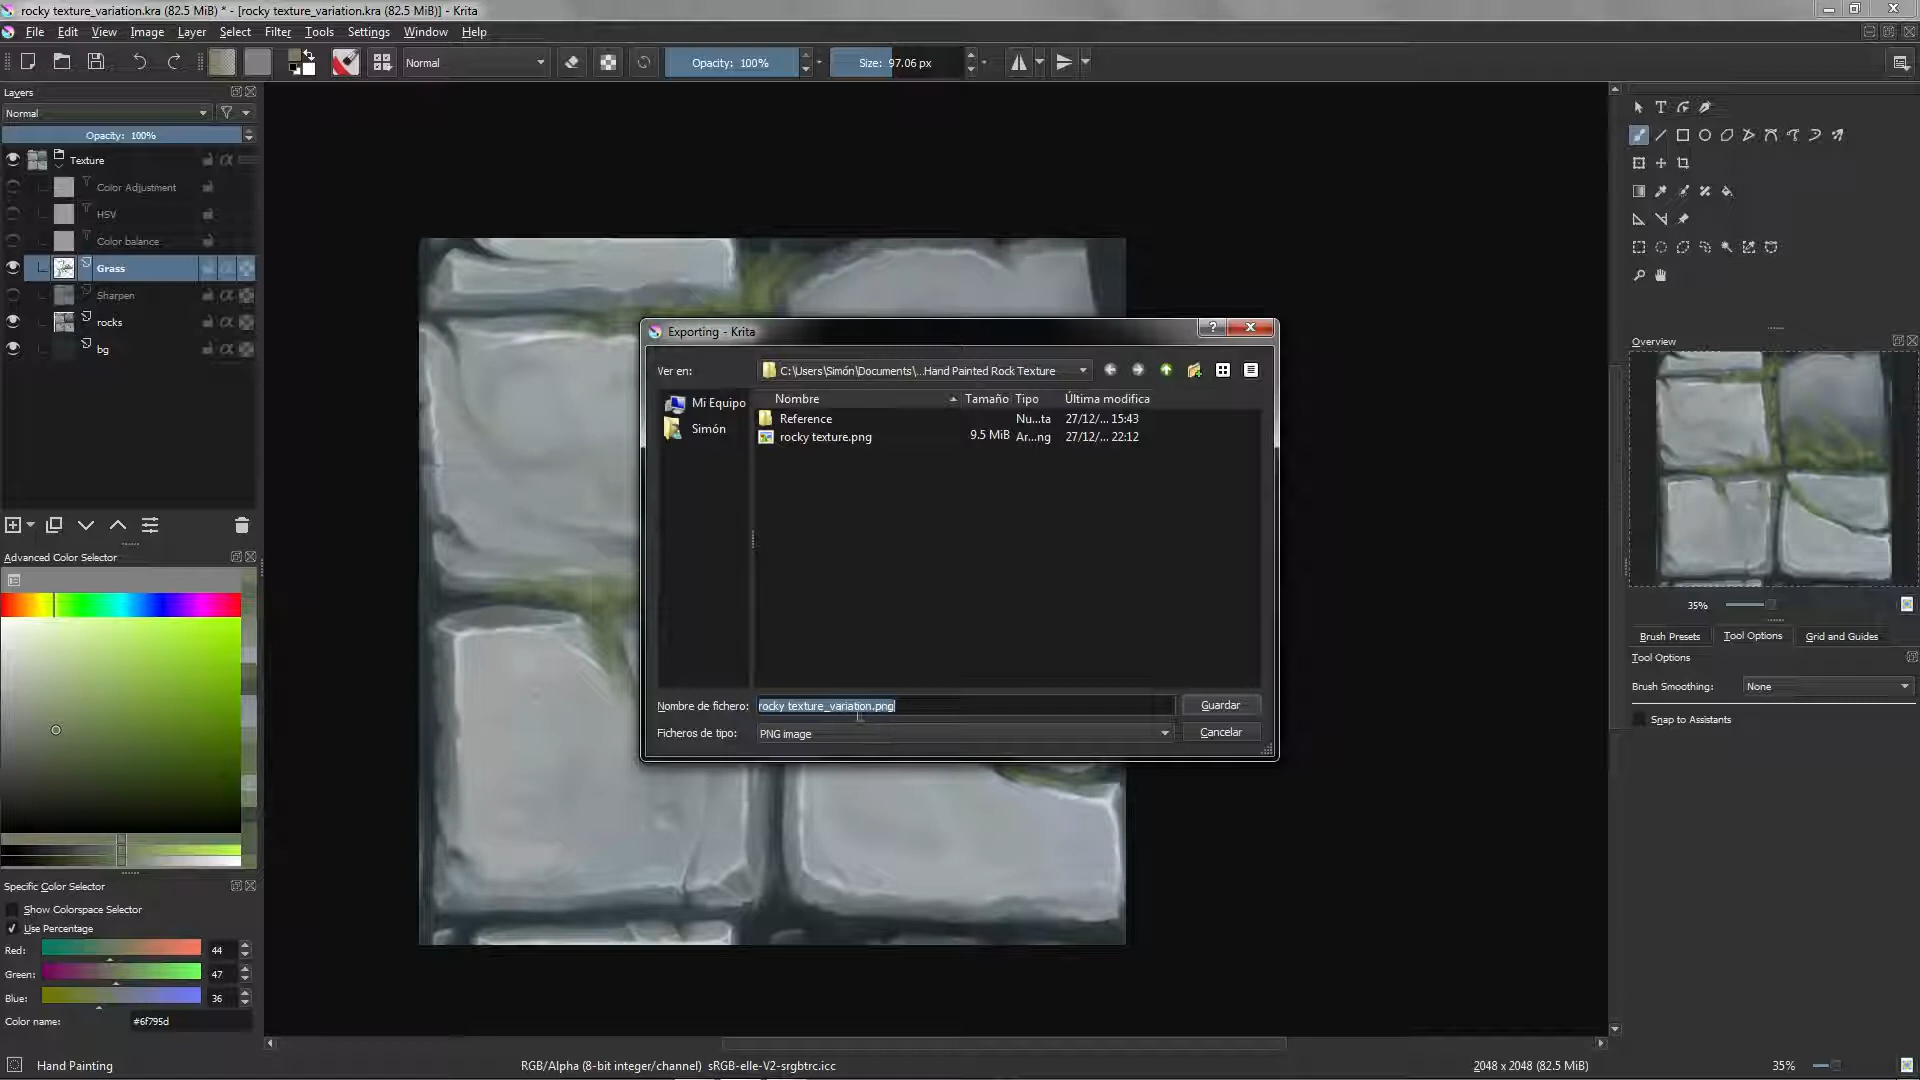 rocky texture_variation.kra (82.5 MiB) * - [rocky texture_variation.kra (82.5 MiB)] - Krita
File Edit View Image Layer Select Filter Tools Settings Window Help
Normal Opacity: 100% Size: 97.06 px
Layers
Normal
Opacity: 100%
Texture
Color Adjustment
HSV
Color balance
Grass
Sharpen
rocks
bg
Advanced Color Selector
Specific Color Selector
Show Colorspace Selector
Use Percentage
Red: 44
Green: 47
Blue: 36
Color name: #6f795d
Exporting - Krita
Ver en: C:\Users\Simón\Documents\...Hand Painted Rock Texture
Mi Equipo
Simón
Nombre Tamaño Tipo Última modifica
Reference Nu...ta 27/12/... 15:43
rocky texture.png 9.5 MiB Ar...ng 27/12/... 22:12
Nombre de fichero: rocky texture_variation.png Guardar
Ficheros de tipo: PNG image Cancelar
Overview
35%
Brush Presets Tool Options Grid and Guides
Tool Options
Brush Smoothing: None
Snap to Assistants
Hand Painting RGB/Alpha (8-bit integer/channel) sRGB-elle-V2-srgbtrc.icc 2048 x 2048 (82.5 MiB) 35%